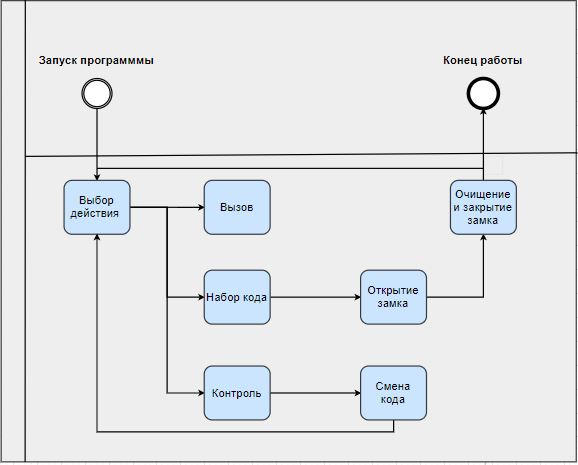 Запуск программмы
Конец работы
Выбор
действия
Вызов
Очищение
и закрытие
замка
Набор кода
Открытие
замка
Контроль
Смена
кода